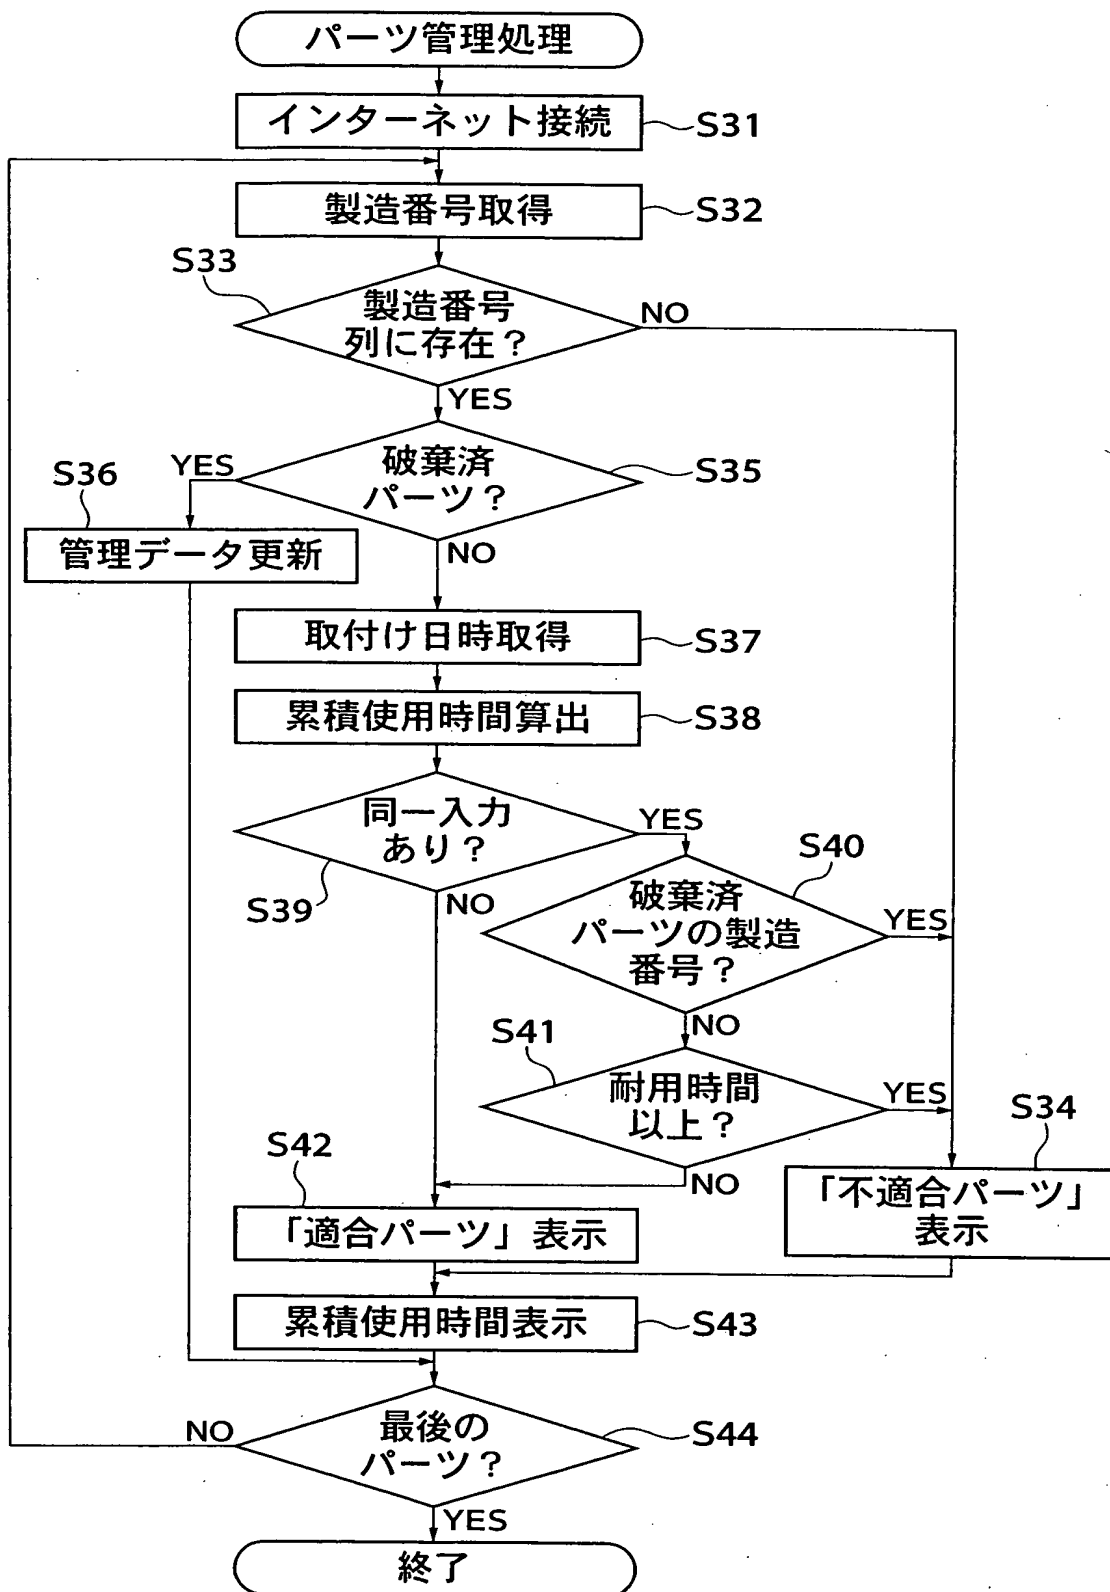 パーツ管理処理
インターネット接続
S31
製造番号取得
S32
S33
製造番号
列に存在？
NO
YES
破棄済
パーツ？
S35
YES
S36
管理データ更新
NO
取付け日時取得
S37
累積使用時間算出
S38
同一入力
あり？
YES
S39
NO
S40
破棄済
パーツの製造
番号？
YES
NO
S41
耐用時間
以上？
YES
S34
NO
S42
「不適合パーツ」
表示
「適合パーツ」表示
累積使用時間表示
S43
NO
最後の
パーツ？
S44
YES
終了